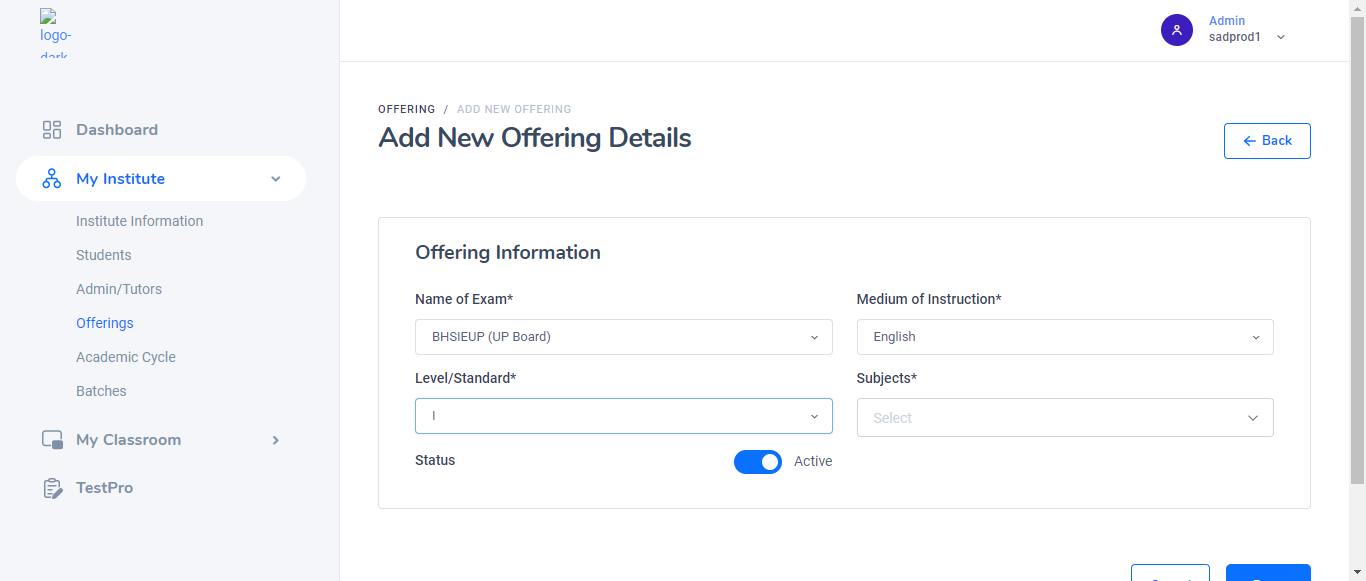 logo-
dark
Admin
sadprod1
Dashboard
My Institute
Institute Information
Students
Admin/Tutors
Offerings
Academic Cycle
Batches
My Classroom
TestPro
OFFERING / ADD NEW OFFERING
Add New Offering Details
← Back
Offering Information
Name of Exam*
BHSIEUP (UP Board)
Medium of Instruction*
English
Level/Standard*
I
Subjects*
Select
Status
Active